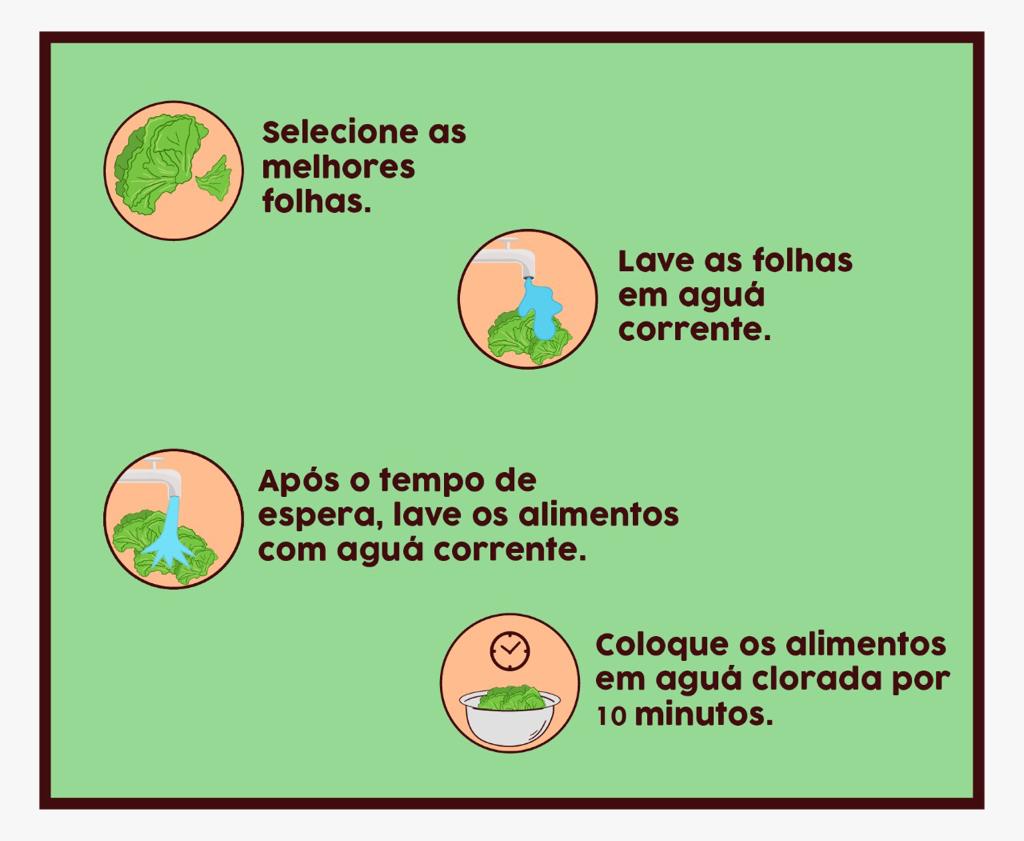 Selecione as
melhores
folhas.
Lave as folhas
em aguá
corrente.
Após o tempo de
espera, lave os alimentos
com aguá corrente.
Coloque os alimentos
em aguá clorada por
10 minutos.